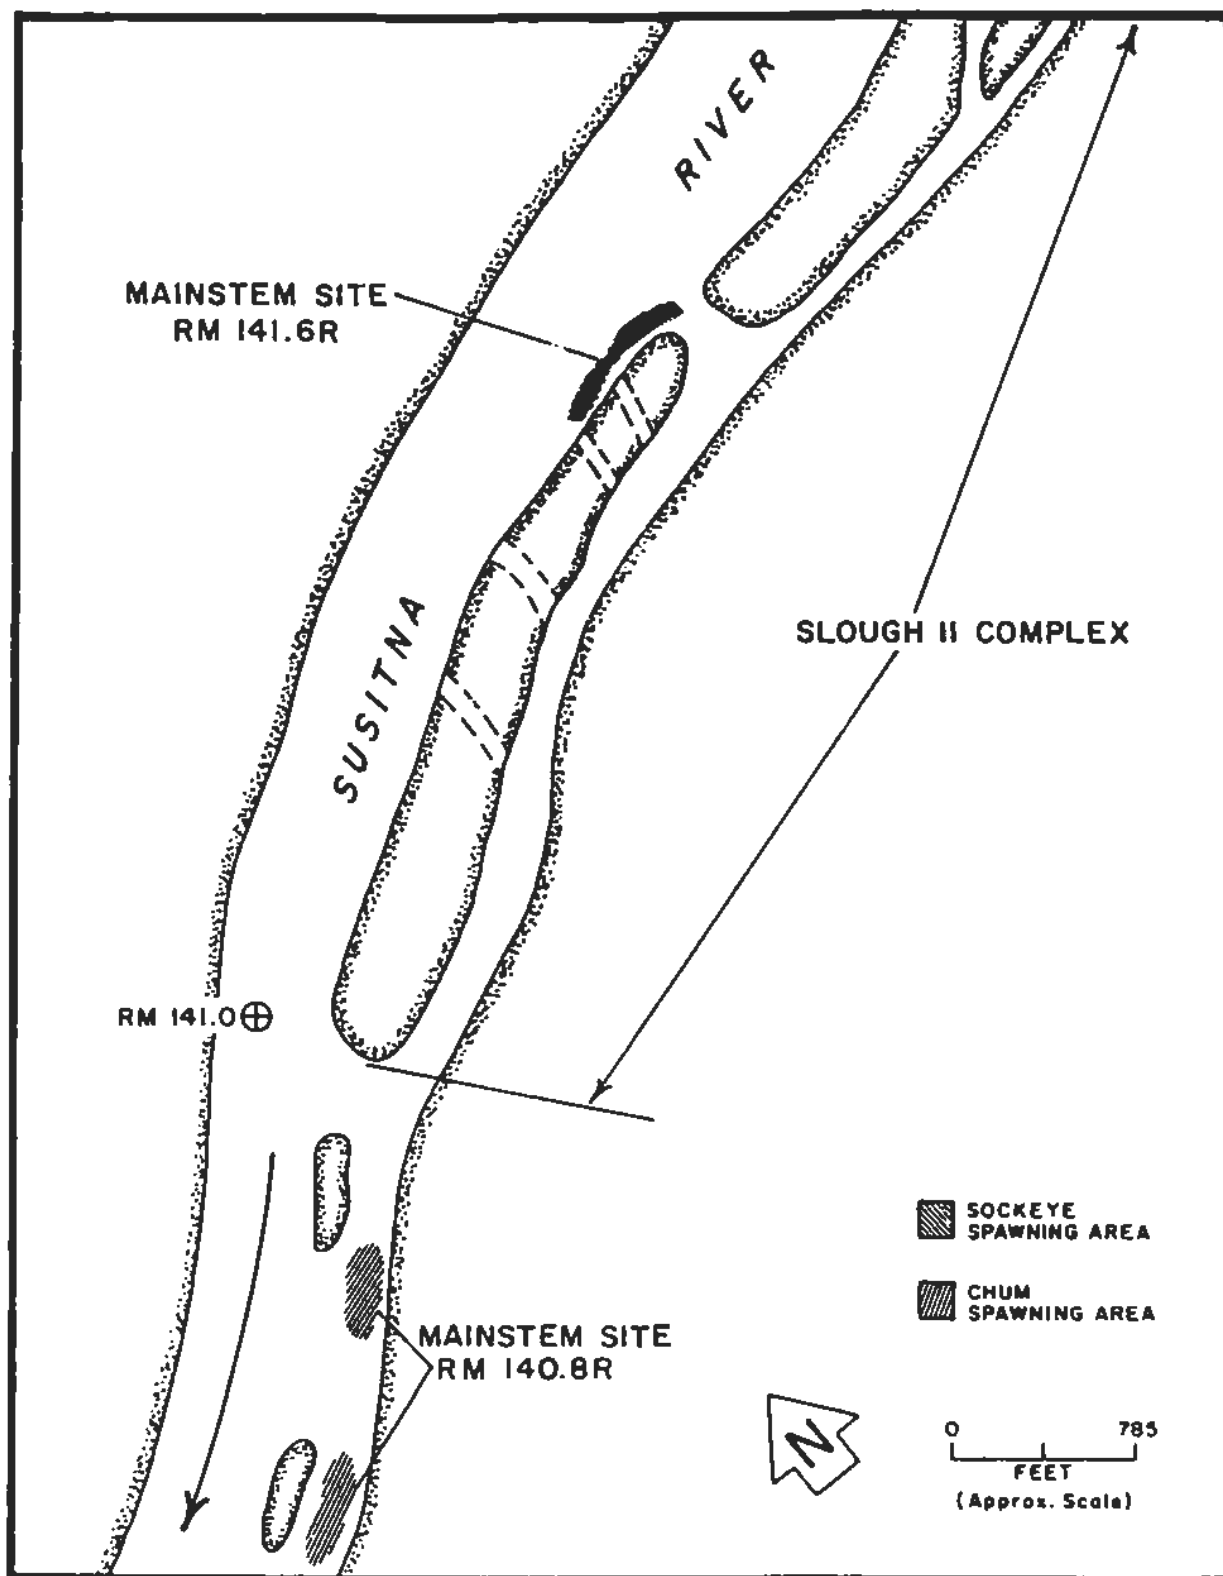 RIVER
MAINSTEM SITE
RM 141.6R
SUSITNA
SLOUGH 11 COMPLEX
RM 141.0
SOCKEYE
SPAWNING AREA
CHUM
SPAWNING AREA
MAINSTEM SITE
RM 140.8R
N
0 785
FEET
(Approx. Scale)